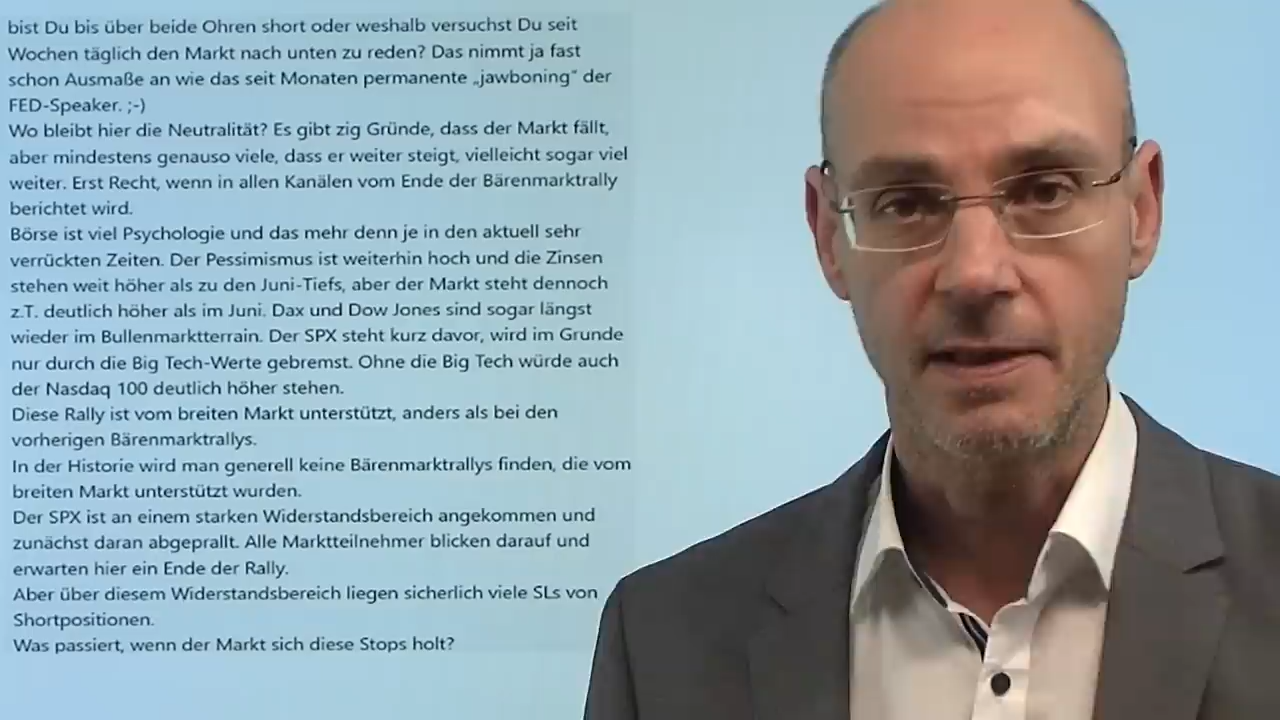 bist Du bis über beide Ohren short oder weshalb versuchst Du seit
Wochen täglich den Markt nach unten zu reden? Das nimmt ja fast
schon Ausmaße an wie das seit Monaten permanente „jawboning“ der
FED-Speaker. ;-)
Wo bleibt hier die Neutralität? Es gibt zig Gründe, dass der Markt fällt,
aber mindestens genauso viele, dass er weiter steigt, vielleicht sogar viel
weiter. Erst Recht, wenn in allen Kanälen vom Ende der Bärenmarktrally
berichtet wird.
Börse ist viel Psychologie und das mehr denn je in den aktuell sehr
verrückten Zeiten. Der Pessimismus ist weiterhin hoch und die Zinsen
stehen weit höher als zu den Juni-Tiefs, aber der Markt steht dennoch
z.T. deutlich höher als im Juni. Dax und Dow Jones sind sogar längst
wieder im Bullenmarktterrain. Der SPX steht kurz davor, wird im Grunde
nur durch die Big Tech-Werte gebremst. Ohne die Big Tech würde auch
der Nasdaq 100 deutlich höher stehen.
Diese Rally ist vom breiten Markt unterstützt, anders als bei den
vorherigen Bärenmarktrallys.
In der Historie wird man generell keine Bärenmarktrallys finden, die vom
breiten Markt unterstützt wurden.
Der SPX ist an einem starken Widerstandsbereich angekommen und
zunächst daran abgeprallt. Alle Marktteilnehmer blicken darauf und
erwarten hier ein Ende der Rally.
Aber über diesem Widerstandsbereich liegen sicherlich viele SLs von
Shortpositionen.
Was passiert, wenn der Markt sich diese Stops holt?